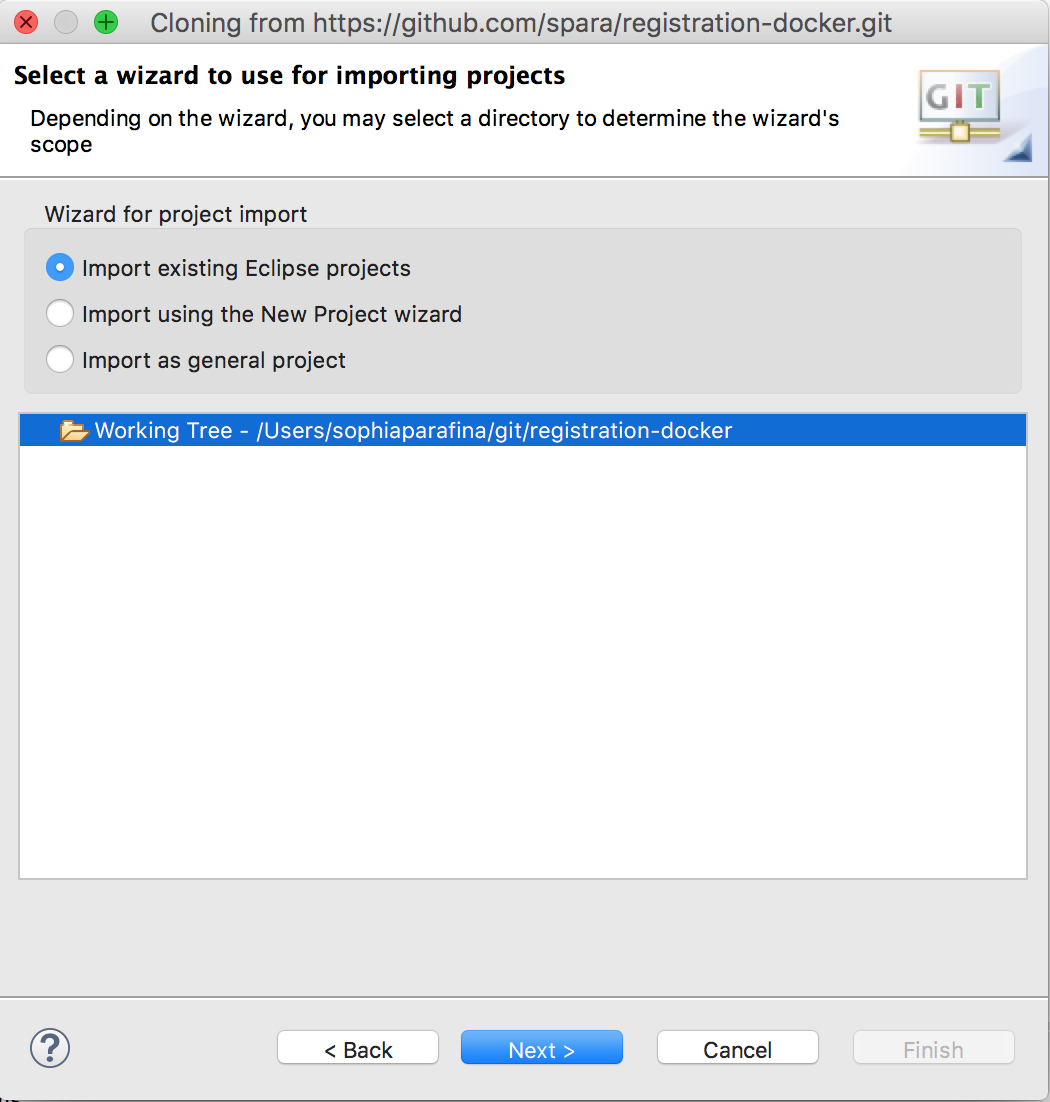 Cloning from https://github.com/spara/registration-docker.git
Select a wizard to use for importing projects
Depending on the wizard, you may select a directory to determine the wizard's
scope
GIT
Wizard for project import
Import existing Eclipse projects
Import using the New Project wizard
Import as general project
Working Tree - /Users/sophiaparafina/git/registration-docker
?
< Back
Next >
Cancel
Finish